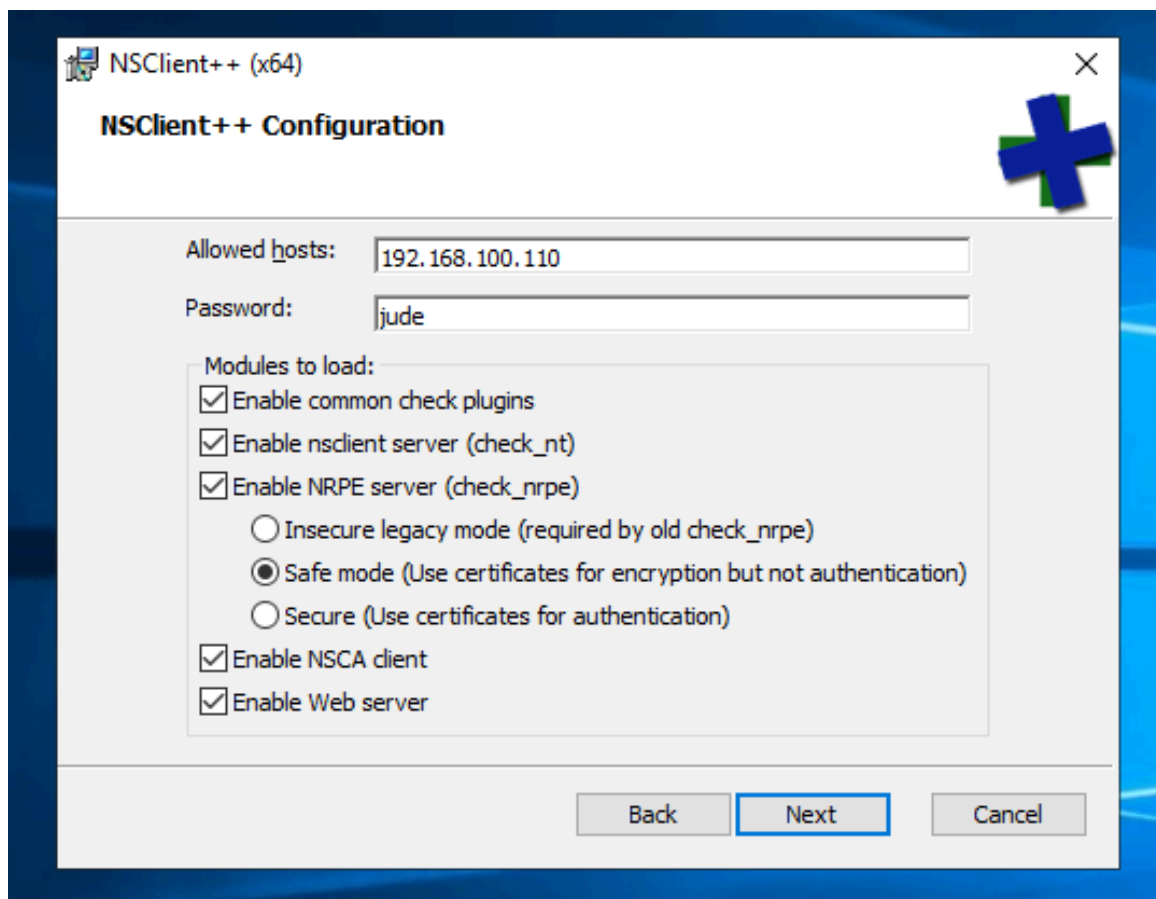 NSClient++ (x64)
NSClient++ Configuration
Allowed hosts: 192.168.100.110
Password: jude
Modules to load:
Enable common check plugins
Enable nsclient server (check_nt)
Enable NRPE server (check_nrpe)
Insecure legacy mode (required by old check_nrpe)
Safe mode (Use certificates for encryption but not authentication)
Secure (Use certificates for authentication)
Enable NSCA client
Enable Web server
Back Next Cancel